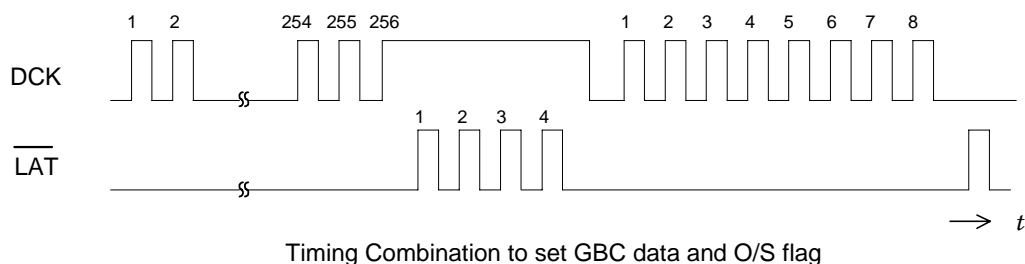 1 2 254 255 256 1 2 3 4 5 6 7 8
DCK
1 2 3 4
LAT
t
Timing Combination to set GBC data and O/S flag